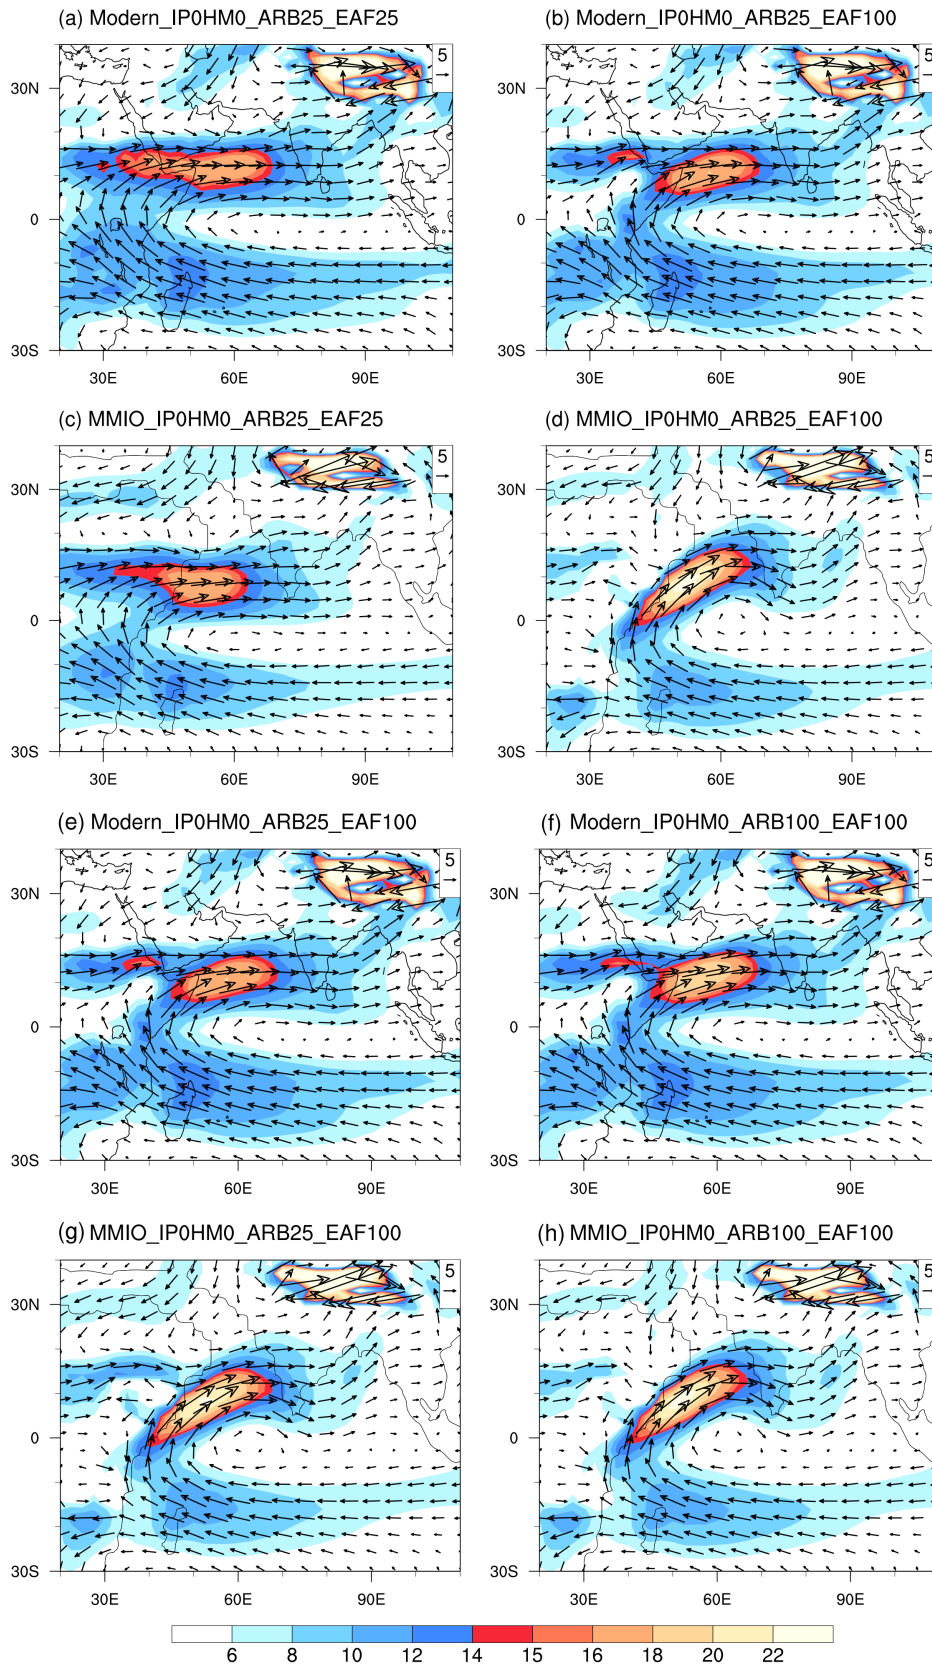 (a) Modern_IP0HM0_ARB25_EAF25
(b) Modern_IP0HM0_ARB25_EAF100
5
5
30N
30N
0
0
30S
30S
30E 60E 90E
30E 60E 90E
(c) MMIO_IP0HM0_ARB25_EAF25
(d) MMIO_IP0HM0_ARB25_EAF100
5
5
30N
30N
0
0
30S
30S
30E 60E 90E
30E 60E 90E
(e) Modern_IP0HM0_ARB25_EAF100
(f) Modern_IP0HM0_ARB100_EAF100
5
5
30N
30N
0
0
30S
30S
30E 60E 90E
30E 60E 90E
(g) MMIO_IP0HM0_ARB25_EAF100
(h) MMIO_IP0HM0_ARB100_EAF100
5
5
30N
30N
0
0
30S
30S
30E 60E 90E
30E 60E 90E
6 8 10 12 14 15 16 18 20 22